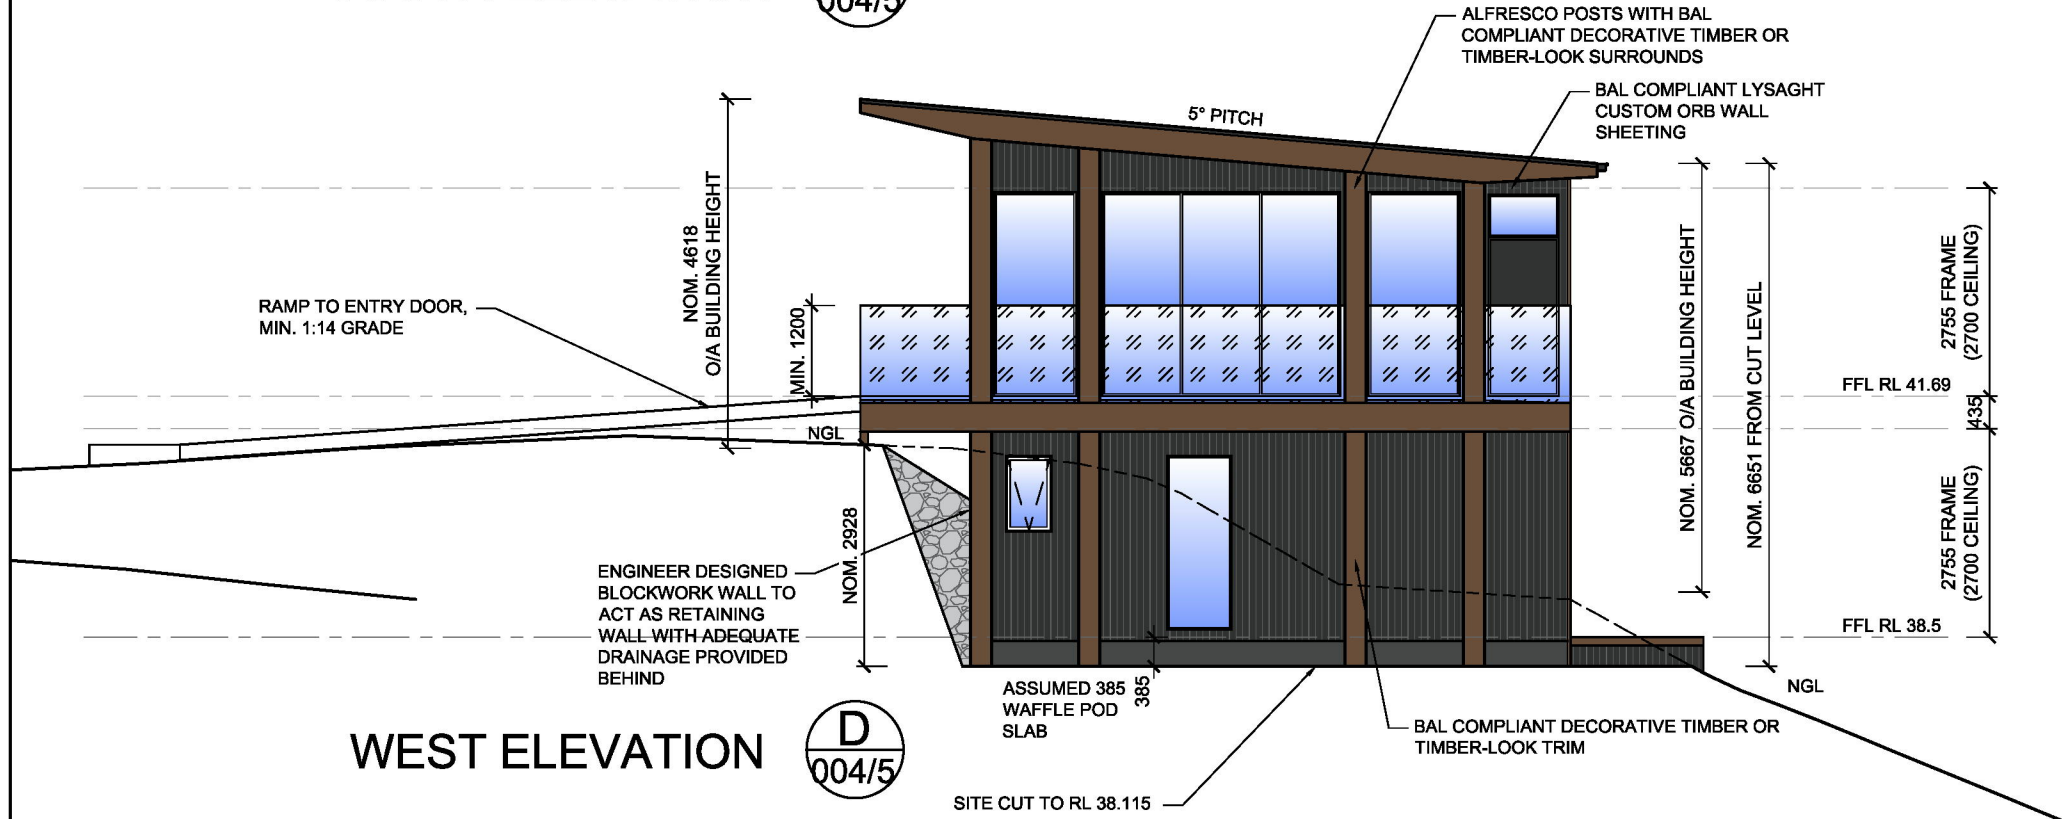 004/5
ALFRESCO POSTS WITH BAL
COMPLIANT DECORATIVE TIMBER OR
TIMBER-LOOK SURROUNDS
BAL COMPLIANT LYSAGHT
CUSTOM ORB WALL
SHEETING
5° PITCH
NOM. 4618
O/A BUILDING HEIGHT
RAMP TO ENTRY DOOR,
MIN. 1:14 GRADE
MIN. 1200
NOM. 5667 O/A BUILDING HEIGHT
NOM. 6651 FROM CUT LEVEL
2755 FRAME
(2700 CEILING)
FFL RL 41.69
435
NGL
2755 FRAME
(2700 CEILING)
FFL RL 38.5
NOM. 2928
ENGINEER DESIGNED
BLOCKWORK WALL TO
ACT AS RETAINING
WALL WITH ADEQUATE
DRAINAGE PROVIDED
BEHIND
ASSUMED 385
WAFFLE POD
SLAB
385
NGL
BAL COMPLIANT DECORATIVE TIMBER OR
TIMBER-LOOK TRIM
WEST ELEVATION
D
004/5
SITE CUT TO RL 38.115